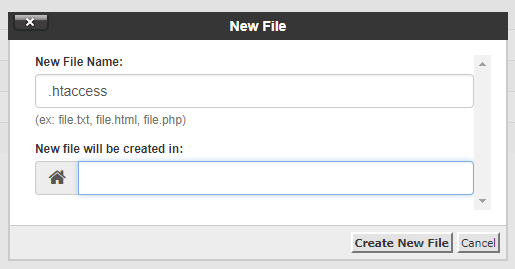 New File
New File Name:
.htaccess
(ex: file.txt, file.html, file.php)
New file will be created in:
Create New File
Cancel